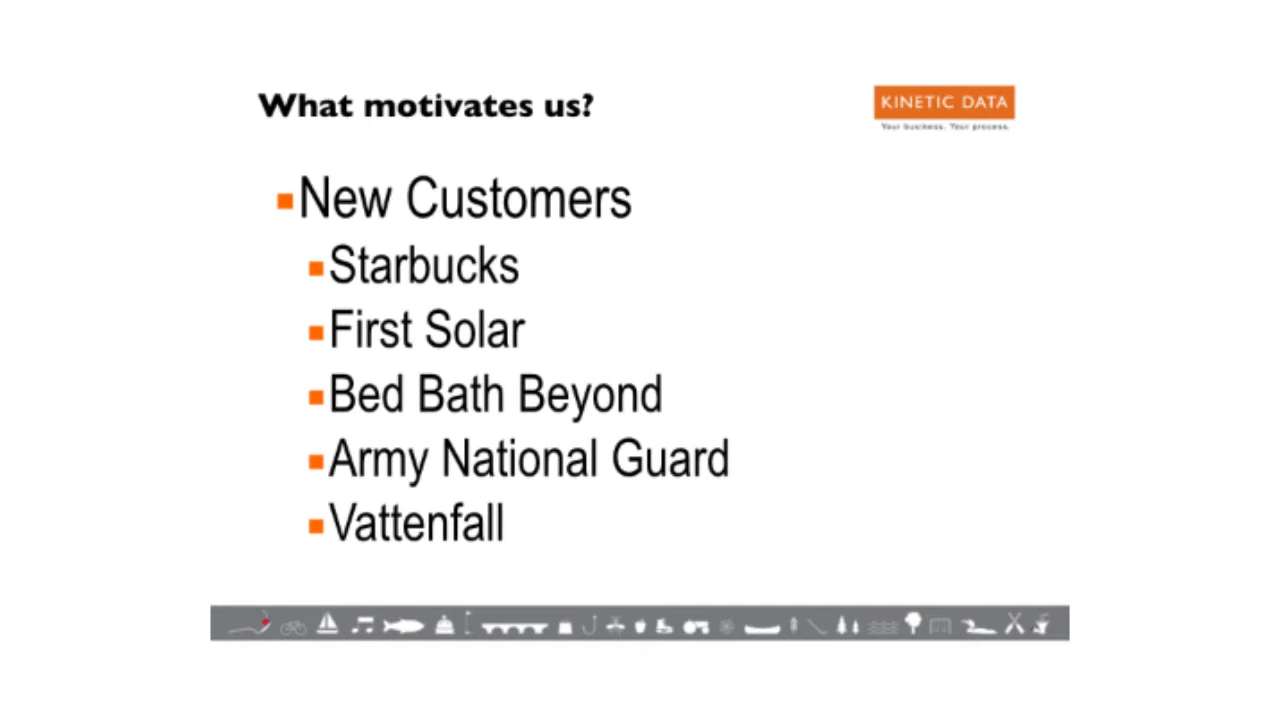 What motivates us?
KINETIC DATA
Your business. Your process.
New Customers
Starbucks
First Solar
Bed Bath Beyond
Army National Guard
Vattenfall